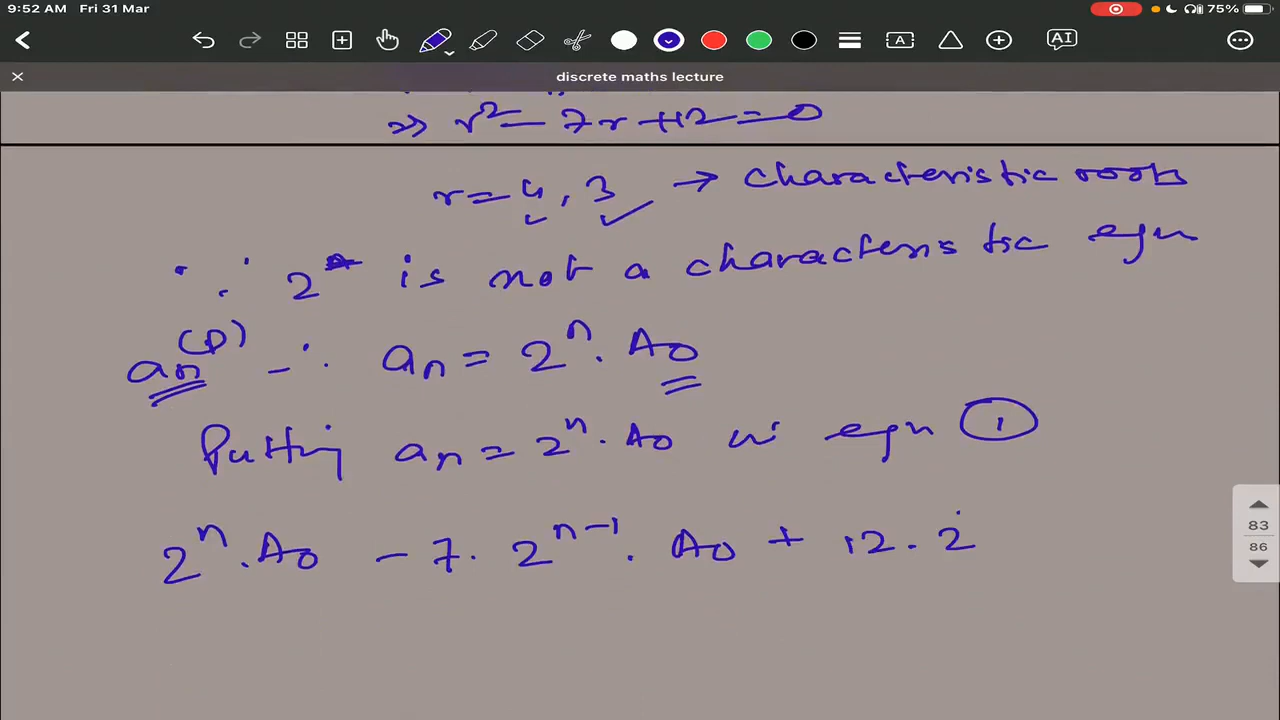 9:52 AM Fri 31 Mar
75%
A
AI
discrete maths lecture
⇒ r² - 7r + 12 = 0
r = 4, 3 → characteristic roots
∵ 2 is not a characteristic eqn
aₙ⁽ᵖ⁾ - ∴ aₙ = 2ⁿ. A₀
Putting aₙ = 2ⁿ. A₀ in eqn ①
2ⁿ. A₀ - 7. 2ⁿ⁻¹. A₀ + 12. 2
83
86